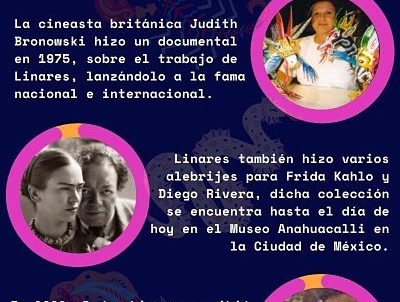 La cineasta británica Judith
Bronowski hizo un documental
en 1975, sobre el trabajo de
Linares, lanzándolo a la fama
nacional e internacional.
Linares también hizo varios
alebrijes para Frida Kahlo y
Diego Rivera, dicha colección
se encuentra hasta el día de
hoy en el Museo Anahuacalli en
la Ciudad de México.